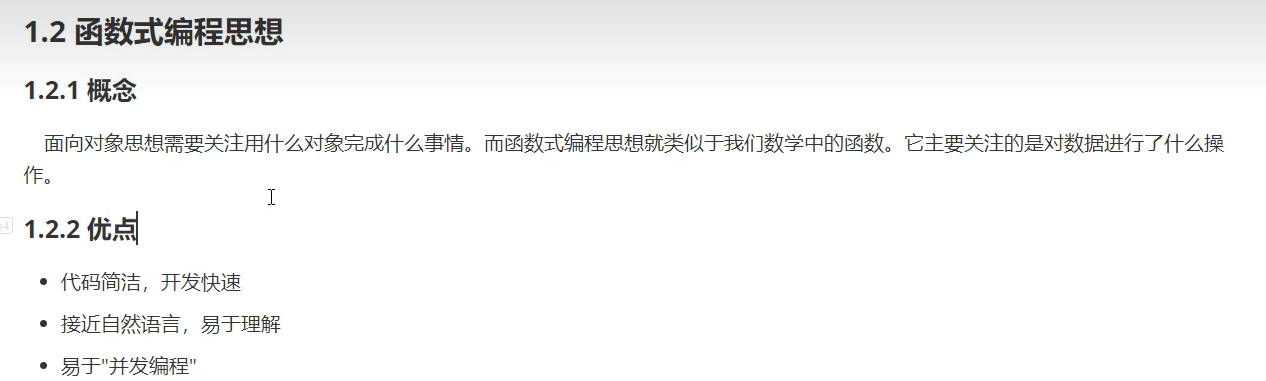 1.2 函数式编程思想
1.2.1 概念
面向对象思想需要关注用什么对象完成什么事情。而函数式编程思想就类似于我们数学中的函数。它主要关注的是对数据进行了什么操
作。
1.2.2 优点
代码简洁，开发快速
接近自然语言，易于理解
易于"并发编程"